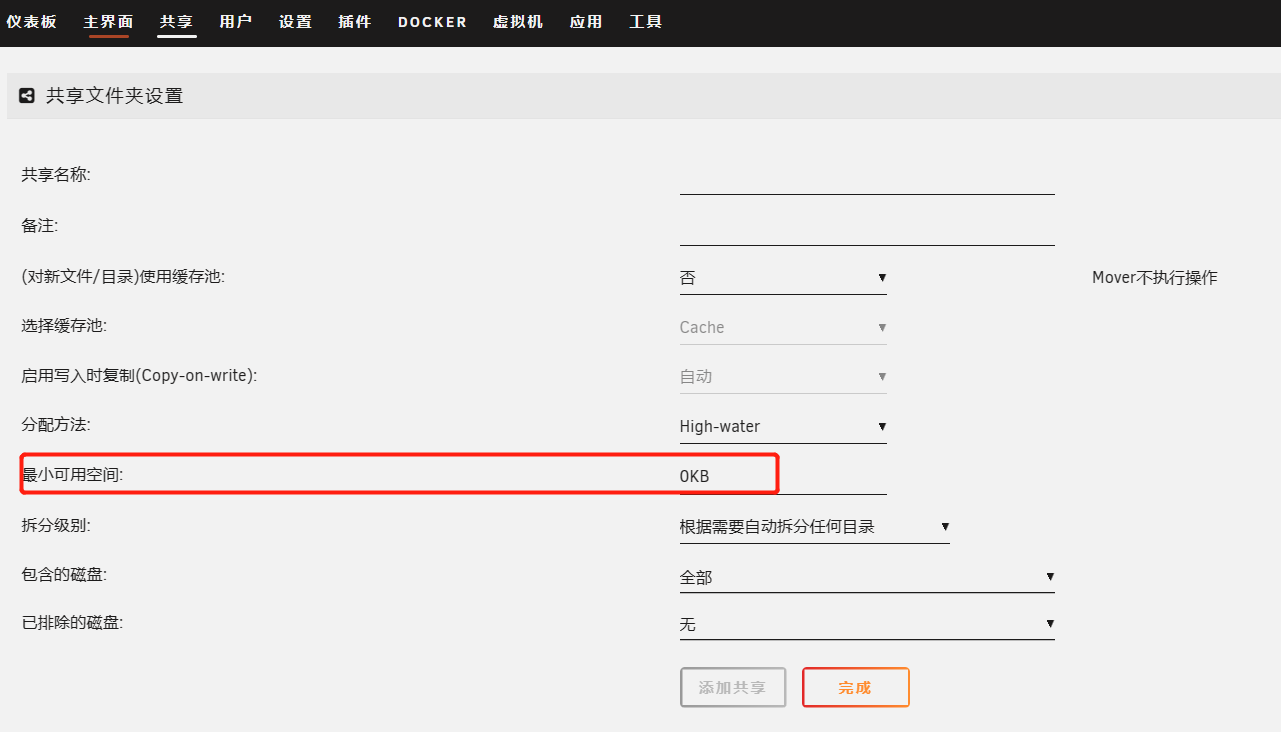 仪表板 主界面 共享 用户 设置 插件 DOCKER 虚拟机 应用 工具
共享文件夹设置
共享名称:
备注:
(对新文件/目录)使用缓存池: 否 Mover不执行操作
选择缓存池: Cache
启用写入时复制(Copy-on-write): 自动
分配方法: High-water
最小可用空间: 0KB
拆分级别: 根据需要自动拆分任何目录
包含的磁盘: 全部
已排除的磁盘: 无
添加共享 完成